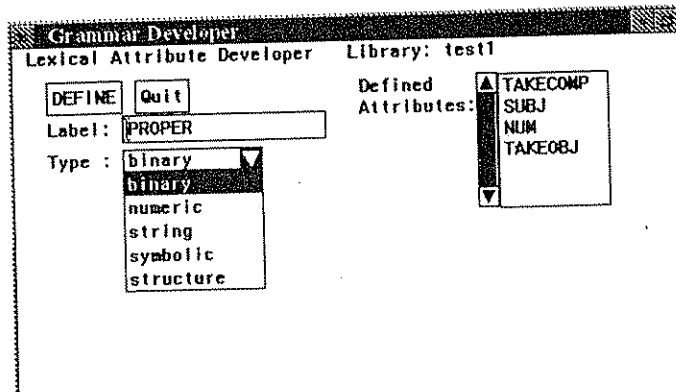 Grammar Developer
Lexical Attribute Developer Library: test1
DEFINE Quit
Label: PROPER
Type : binary
binary
numeric
string
symbolic
structure
Defined
Attributes:
TAKECOMP
SUBJ
NUM
TAKEOBJ